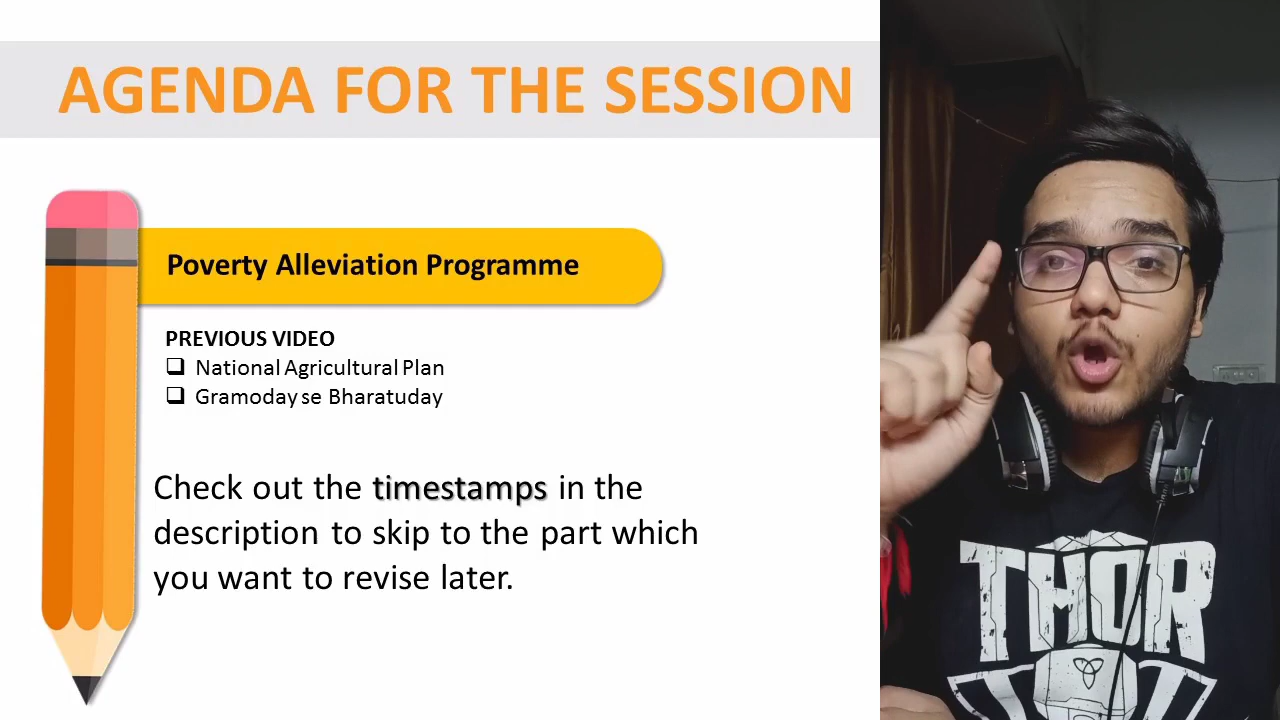 AGENDA FOR THE SESSION
Poverty Alleviation Programme
PREVIOUS VIDEO
National Agricultural Plan
Gramoday se Bharatuday
Check out the timestamps in the
description to skip to the part which
you want to revise later.
THOR